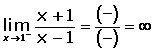 lim x→1⁻ (x + 1)/(x − 1) = (−)/(−) = ∞